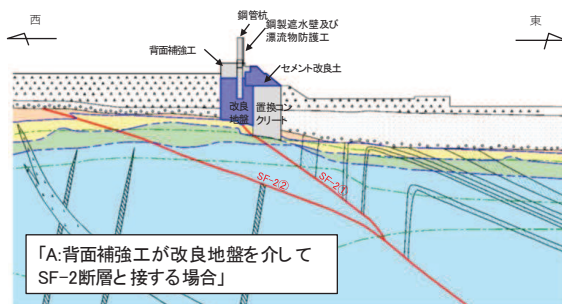 西
東
鋼管杭
鋼製遮水壁及び
漂流物防護工
背面補強工
セメント改良土
改良
地盤
置換コン
クリート
SF-2①
SF-2②
「A:背面補強工が改良地盤を介して
SF-2断層と接する場合」